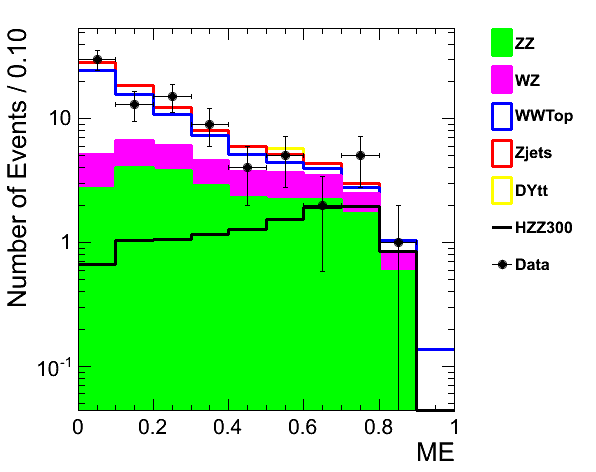 Number of Events / 0.10
10
1
10^-1
0
0.2
0.4
0.6
0.8
1
ME
ZZ
WZ
WWTop
Zjets
DYtt
HZZ300
Data